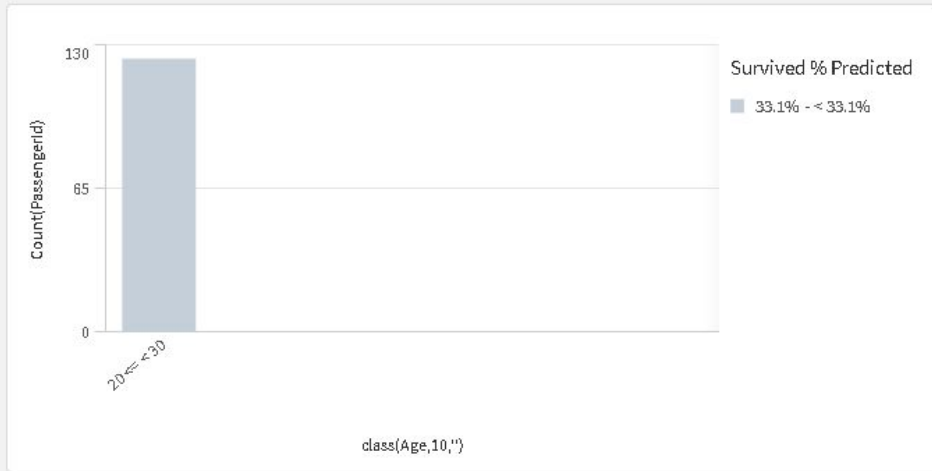 130
65
0
Count(PassengerId)
20<= <30
class(Age,10,'')
Survived % Predicted
33.1% - < 33.1%